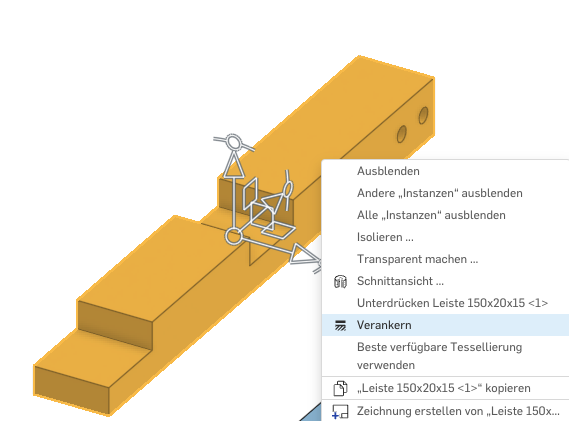 Ausblenden
Andere „Instanzen“ ausblenden
Alle „Instanzen“ ausblenden
Isolieren ...
Transparent machen ...
Schnittansicht ...
Unterdrücken Leiste 150x20x15 <1>
Verankern
Beste verfügbare Tessellierung
verwenden
„Leiste 150x20x15 <1>“ kopieren
Zeichnung erstellen von „Leiste 150x...